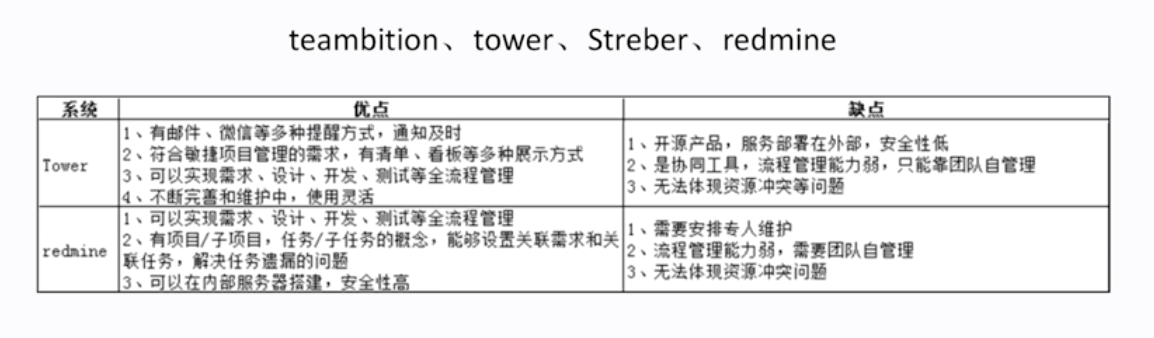 teambition、tower、Streber、redmine
系统 优点 缺点
Tower
1、有邮件、微信等多种提醒方式，通知及时
2、符合敏捷项目管理的需求，有清单、看板等多种展示方式
3、可以实现需求、设计、开发、测试等全流程管理
4、不断完善和维护中，使用灵活
1、开源产品，服务部署在外部，安全性低
2、是协同工具，流程管理能力弱，只能靠团队自管理
3、无法体现资源冲突等问题
redmine
1、可以实现需求、设计、开发、测试等全流程管理
2、有项目/子项目，任务/子任务的概念，能够设置关联需求和关
联任务，解决任务遗漏的问题
3、可以在内部服务器搭建，安全性高
1、需要安排专人维护
2、流程管理能力弱，需要团队自管理
3、无法体现资源冲突问题